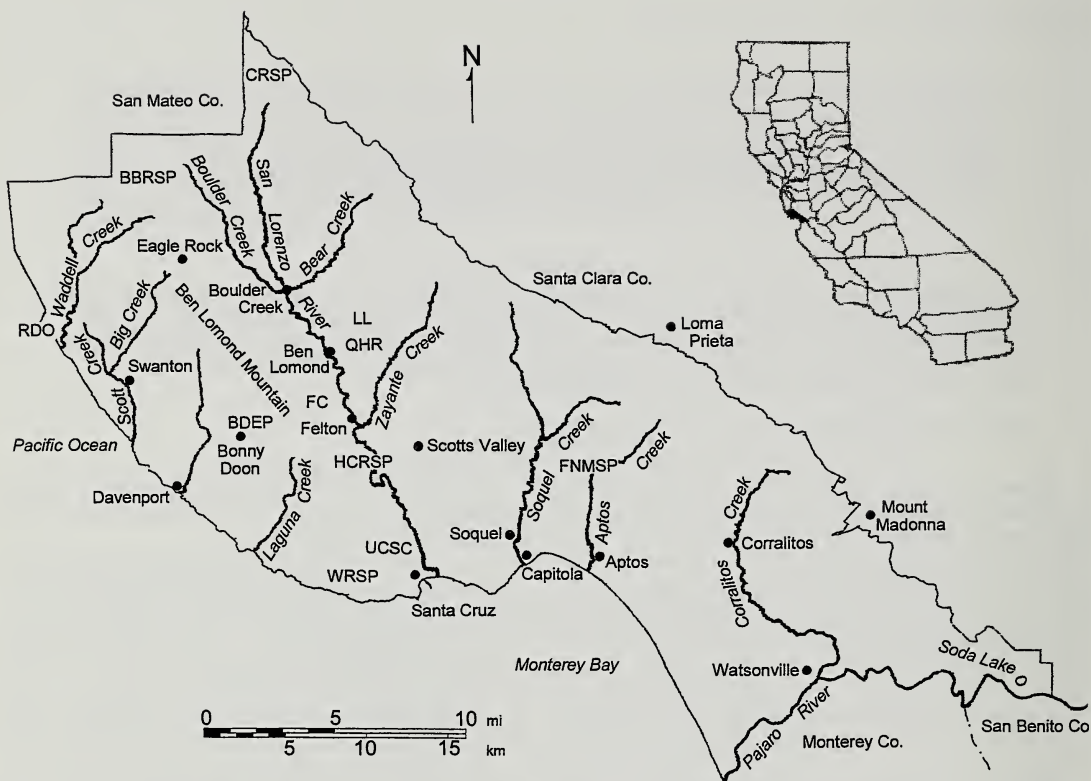 N
CRSP
San Mateo Co.
BBRSP
Boulder Creek
San Lorenzo River
Bear Creek
Waddell Creek
Eagle Rock
Santa Clara Co.
Big Creek
Boulder
Creek
RDO
Ben Lomond Mountain
LL
QHR
Loma
Prieta
Ben
Lomond
Zayante Creek
Scott Creek
Swanton
FC
Felton
Pacific Ocean
BDEP
Bonny
Doon
Scotts Valley
HCRSP
Soquel Creek
FNMSP
Aptos Creek
Davenport
Laguna Creek
Mount
Madonna
UCSC
Soquel
Corralitos
Corralitos Creek
WRSP
Capitola
Aptos
Santa Cruz
Monterey Bay
Watsonville
Soda Lake
Pajaro River
San Benito Co
Monterey Co.
0 5 10 mi
5 10 15 km